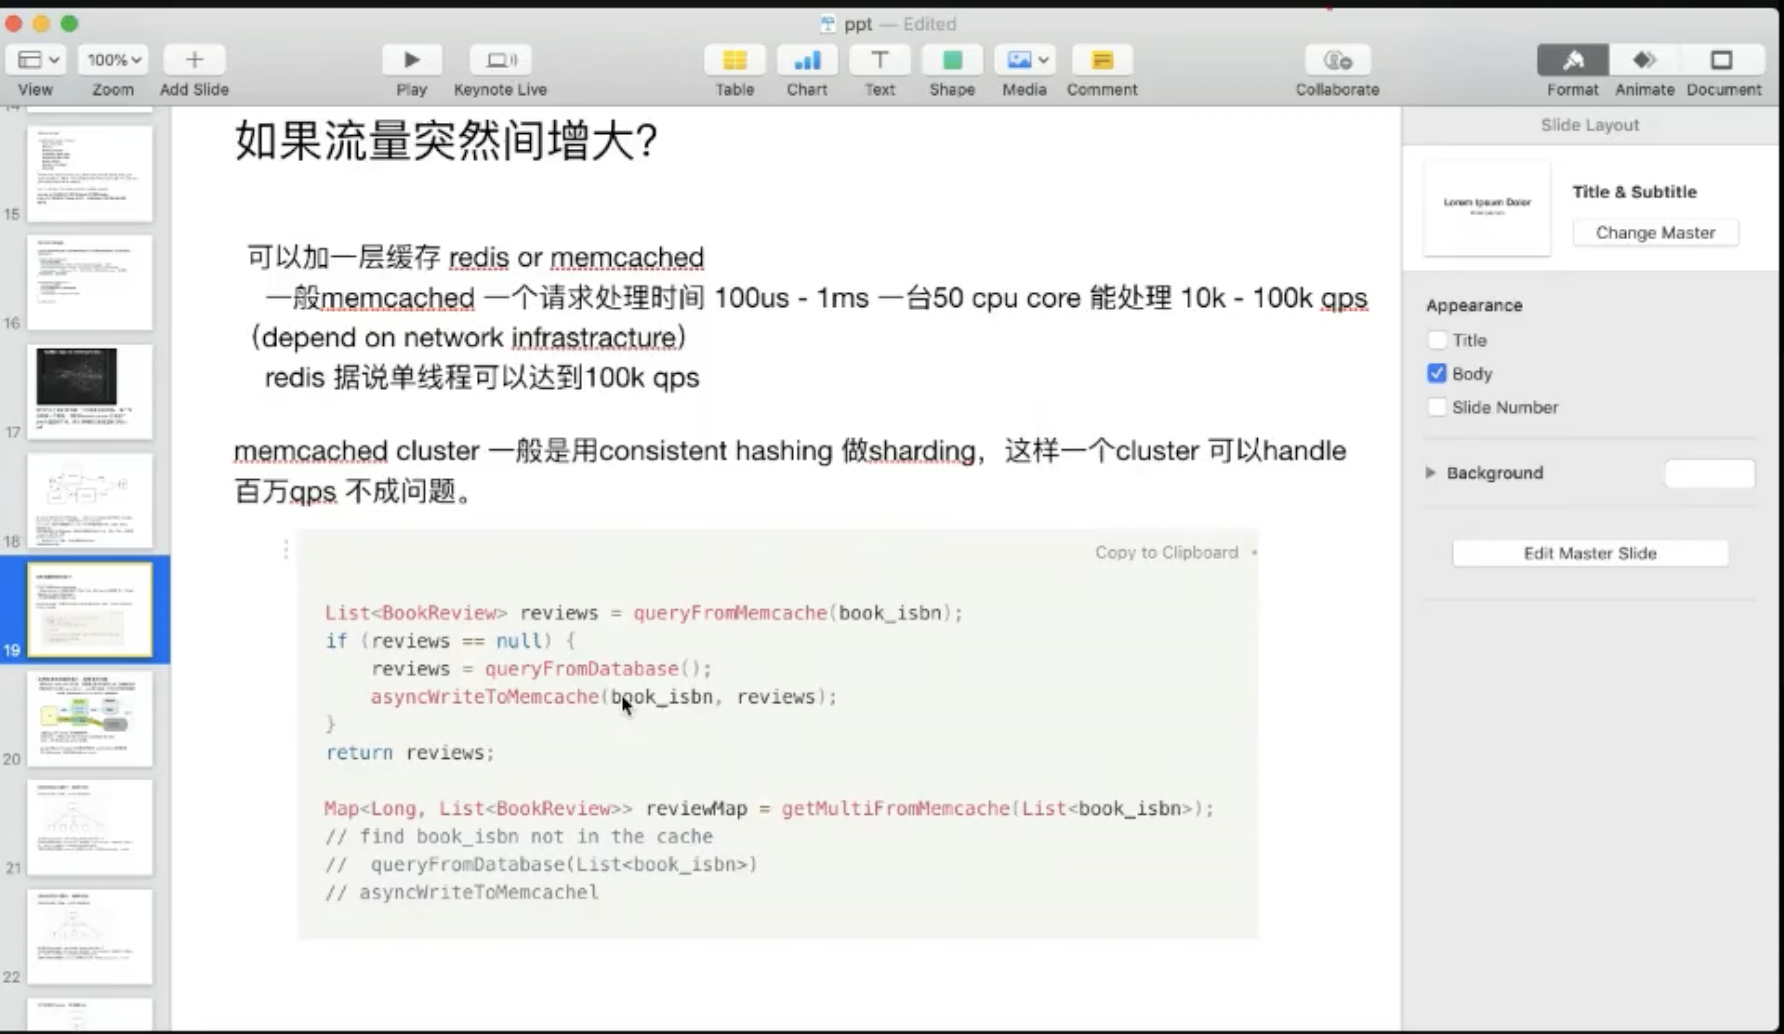 ppt — Edited
View
100%
Zoom
Add Slide
Play
Keynote Live
Table
Chart
Text
Shape
Media
Comment
Collaborate
Format
Animate
Document
15
16
17
18
19
20
21
22
如果流量突然间增大?
可以加一层缓存 redis or memcached
一般memcached 一个请求处理时间 100us - 1ms 一台50 cpu core 能处理 10k - 100k qps
（depend on network infrastracture）
redis 据说单线程可以达到100k qps
memcached cluster 一般是用consistent hashing 做sharding，这样一个cluster 可以handle
百万qps 不成问题。
Copy to Clipboard
List<BookReview> reviews = queryFromMemcache(book_isbn);
if (reviews == null) {
reviews = queryFromDatabase();
asyncWriteToMemcache(book_isbn, reviews);
}
return reviews;
Map<Long, List<BookReview>> reviewMap = getMultiFromMemcache(List<book_isbn>);
// find book_isbn not in the cache
// queryFromDatabase(List<book_isbn>)
// asyncWriteToMemcachel
Slide Layout
Lorem Ipsum Dolor
Title & Subtitle
Change Master
Appearance
Title
Body
Slide Number
Background
Edit Master Slide